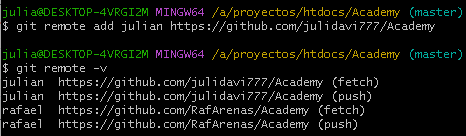 julia@DESKTOP-4VRGI2M MINGW64 /a/proyectos/htdocs/Academy (master)
$ git remote add julian https://github.com/julidavi777/Academy
julia@DESKTOP-4VRGI2M MINGW64 /a/proyectos/htdocs/Academy (master)
$ git remote -v
julian https://github.com/julidavi777/Academy (fetch)
julian https://github.com/julidavi777/Academy (push)
rafael https://github.com/RafArenas/Academy (fetch)
rafael https://github.com/RafArenas/Academy (push)